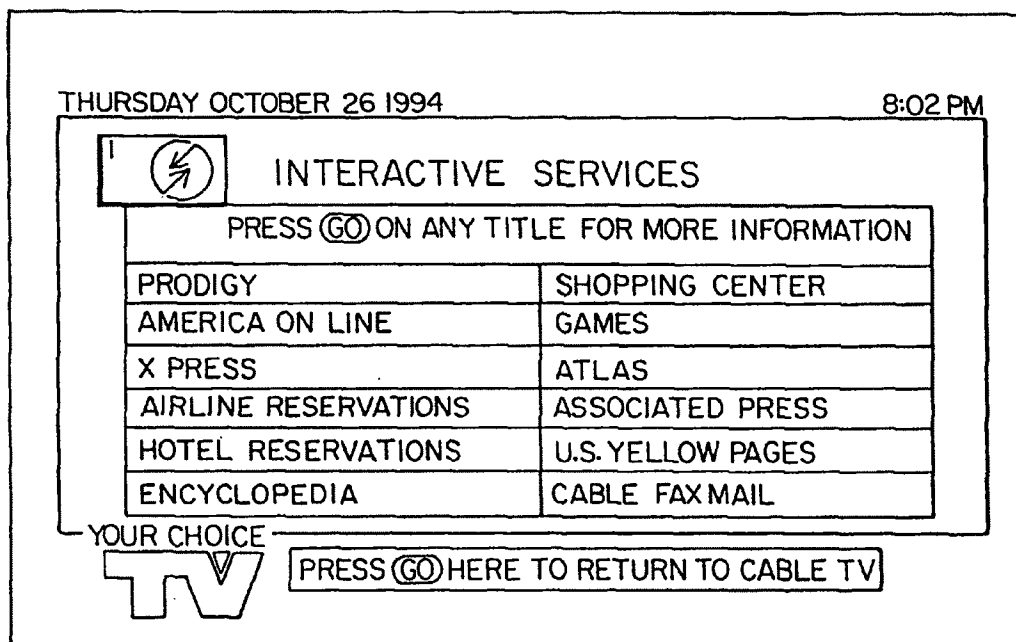 THURSDAY OCTOBER 26 1994 8:02 PM
1 INTERACTIVE SERVICES
PRESS GO ON ANY TITLE FOR MORE INFORMATION
PRODIGY SHOPPING CENTER
AMERICA ON LINE GAMES
X PRESS ATLAS
AIRLINE RESERVATIONS ASSOCIATED PRESS
HOTEL RESERVATIONS U.S. YELLOW PAGES
ENCYCLOPEDIA CABLE FAX MAIL
YOUR CHOICE
TV PRESS GO HERE TO RETURN TO CABLE TV